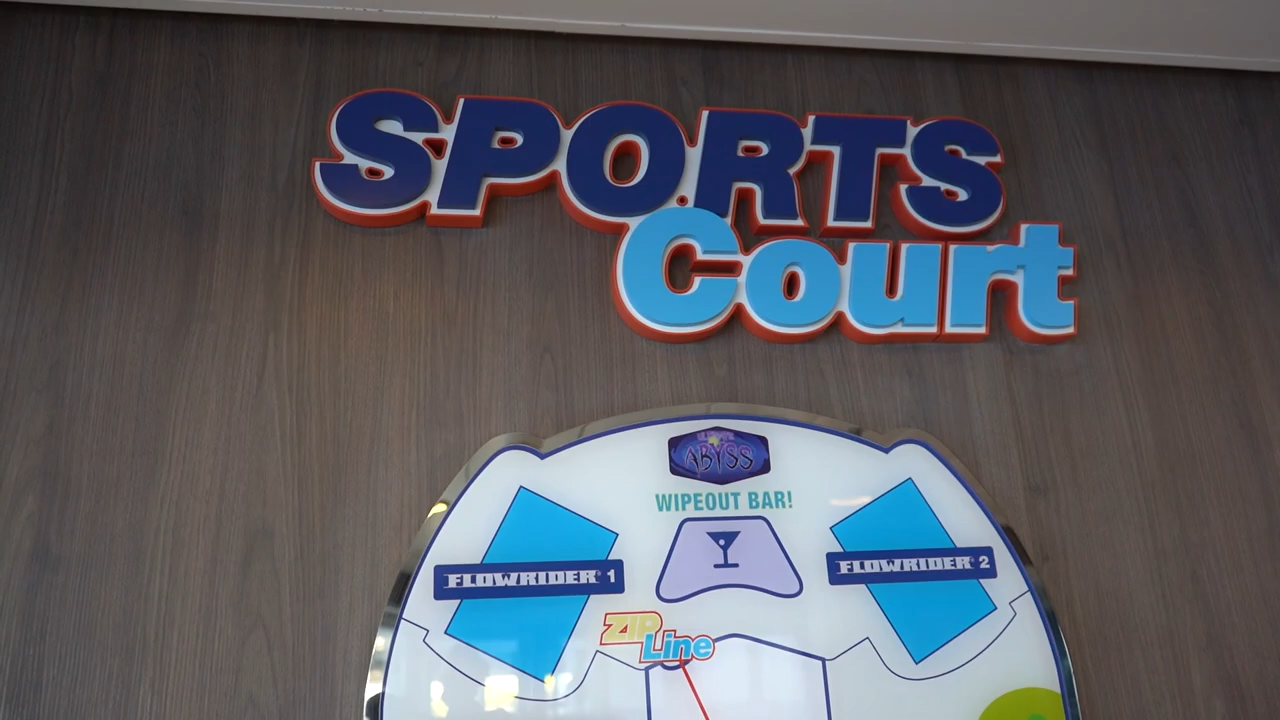 SPORTS
Court
ABYSS
WIPEOUT BAR!
FLOWRIDER® 1
FLOWRIDER® 2
ZIP
Line